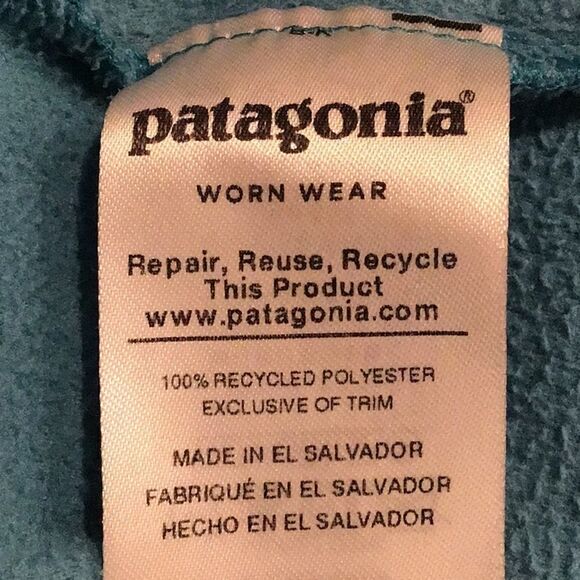 patagonia®
WORN WEAR
Repair, Reuse, Recycle
This Product
www.patagonia.com
100% RECYCLED POLYESTER
EXCLUSIVE OF TRIM
MADE IN EL SALVADOR
FABRIQUÉ EN EL SALVADOR
HECHO EN EL SALVADOR